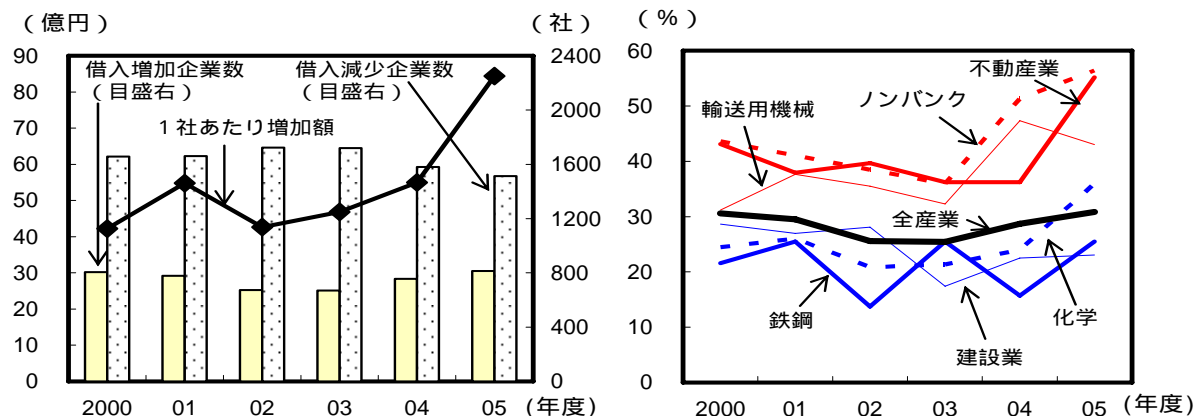 (億円) (社)
90 2400
80 2000
70 1600
60 1200
50 800
40 400
30 0
20
10
0
借入増加企業数
(目盛右)
借入減少企業数
(目盛右)
1社あたり増加額
2000 01 02 03 04 05 (年度)
(%)
60
50
40
30
20
10
0
不動産業
ノンバンク
輸送用機械
全産業
鉄鋼
化学
建設業
2000 01 02 03 04 05 (年度)